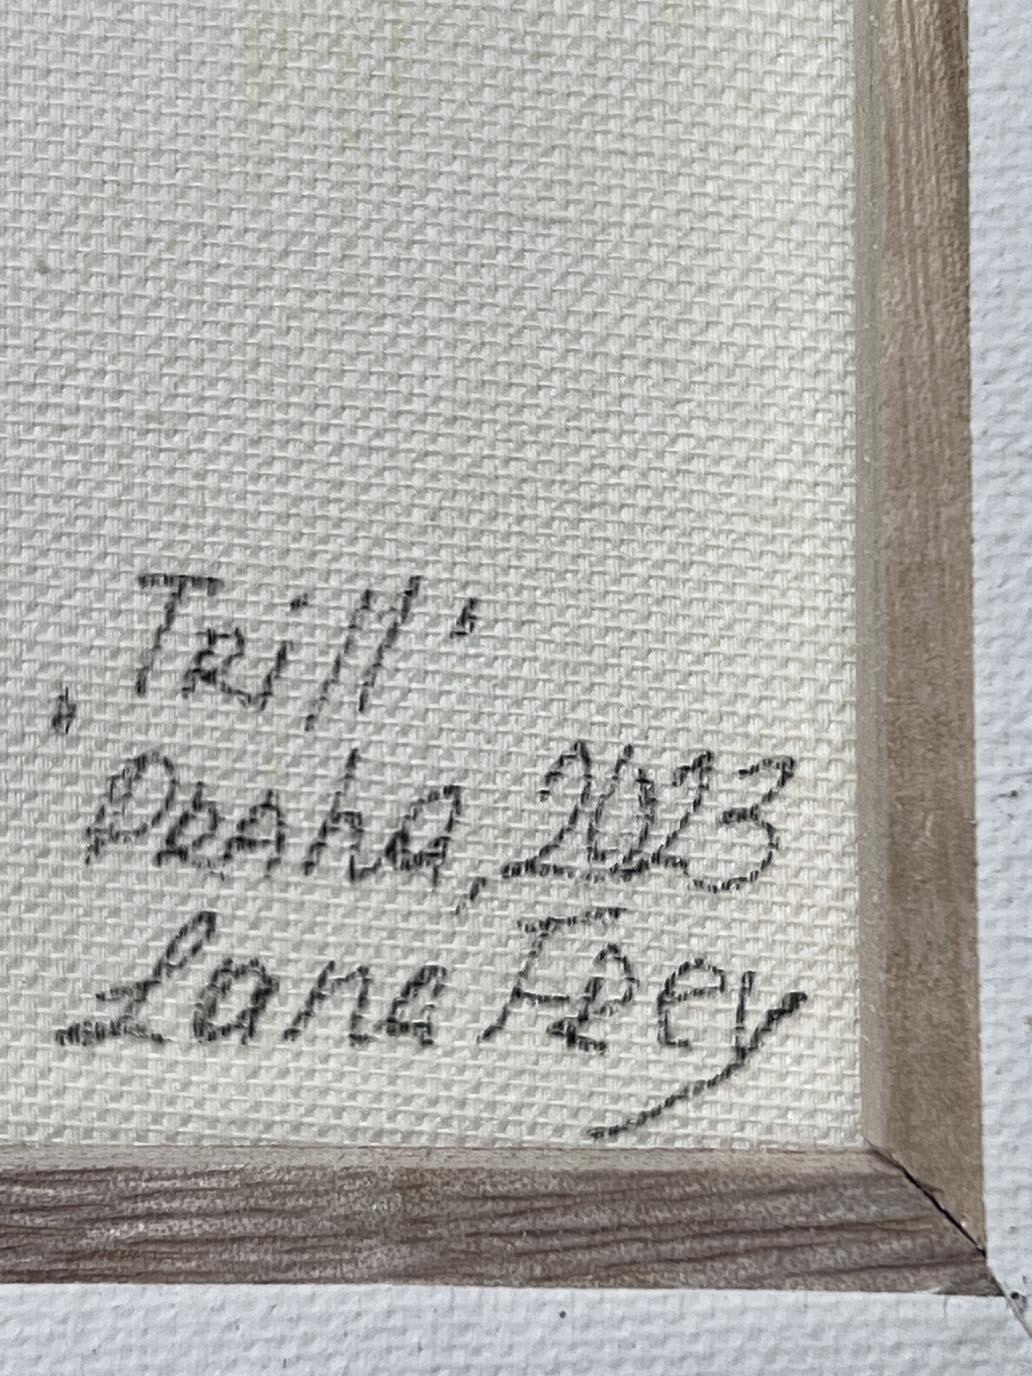 „Trill“
Praha, 2023
Lana Frey